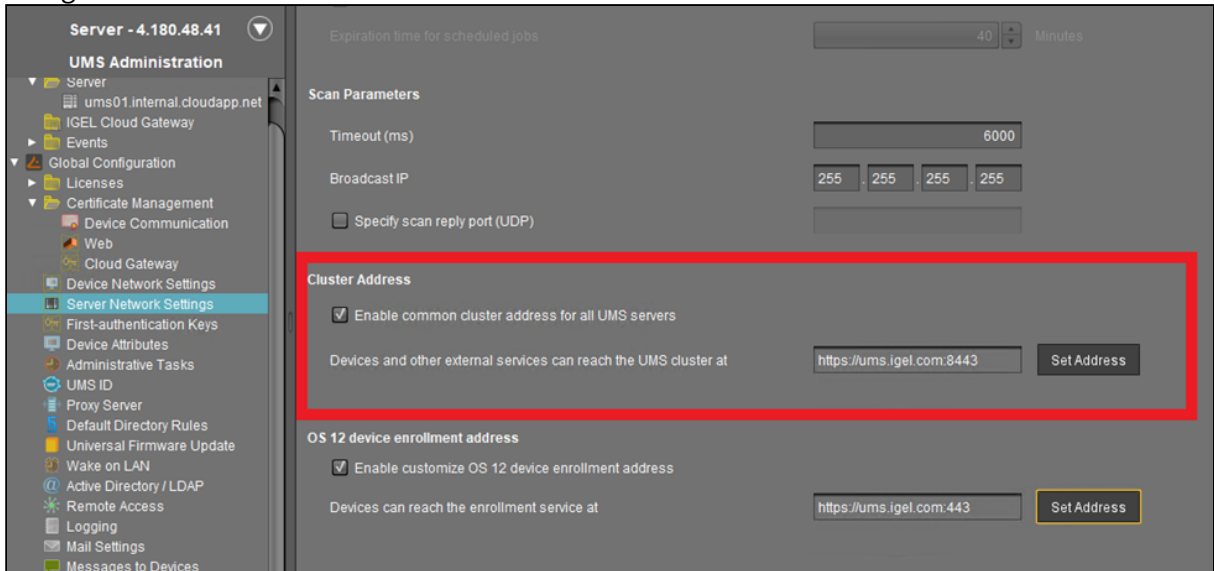 Server - 4.180.48.41
UMS Administration
Server
ums01.internal.cloudapp.net
IGEL Cloud Gateway
Events
Global Configuration
Licenses
Certificate Management
Device Communication
Web
Cloud Gateway
Device Network Settings
Server Network Settings
First-authentication Keys
Device Attributes
Administrative Tasks
UMS ID
Proxy Server
Default Directory Rules
Universal Firmware Update
Wake on LAN
Active Directory / LDAP
Remote Access
Logging
Mail Settings
Messages to Devices
Expiration time for scheduled jobs 40 Minutes
Scan Parameters
Timeout (ms) 6000
Broadcast IP 255 . 255 . 255 . 255
Specify scan reply port (UDP)
Cluster Address
Enable common cluster address for all UMS servers
Devices and other external services can reach the UMS cluster at https://ums.igel.com:8443 Set Address
OS 12 device enrollment address
Enable customize OS 12 device enrollment address
Devices can reach the enrollment service at https://ums.igel.com:443 Set Address